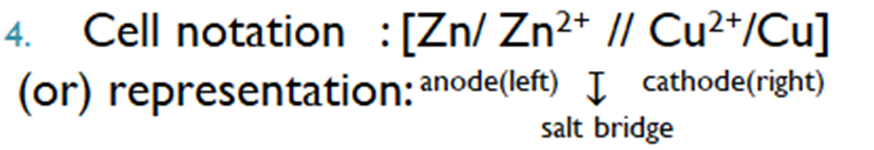 4. Cell notation : [Zn/ Zn²⁺ // Cu²⁺/Cu]
(or) representation: anode(left) ↧ cathode(right)
salt bridge